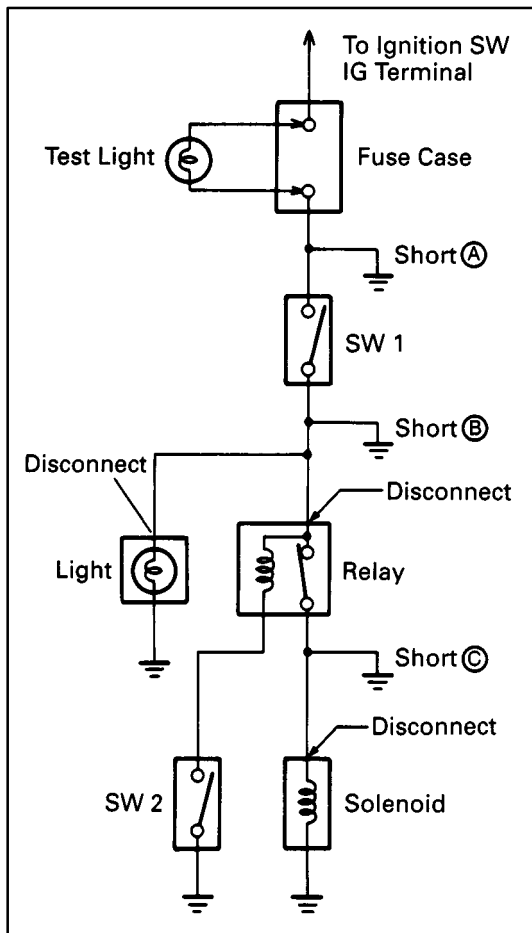 To Ignition SW
IG Terminal
Test Light
Fuse Case
Short Ⓐ
SW 1
Short Ⓑ
Disconnect
Disconnect
Light
Relay
Short Ⓒ
Disconnect
SW 2
Solenoid